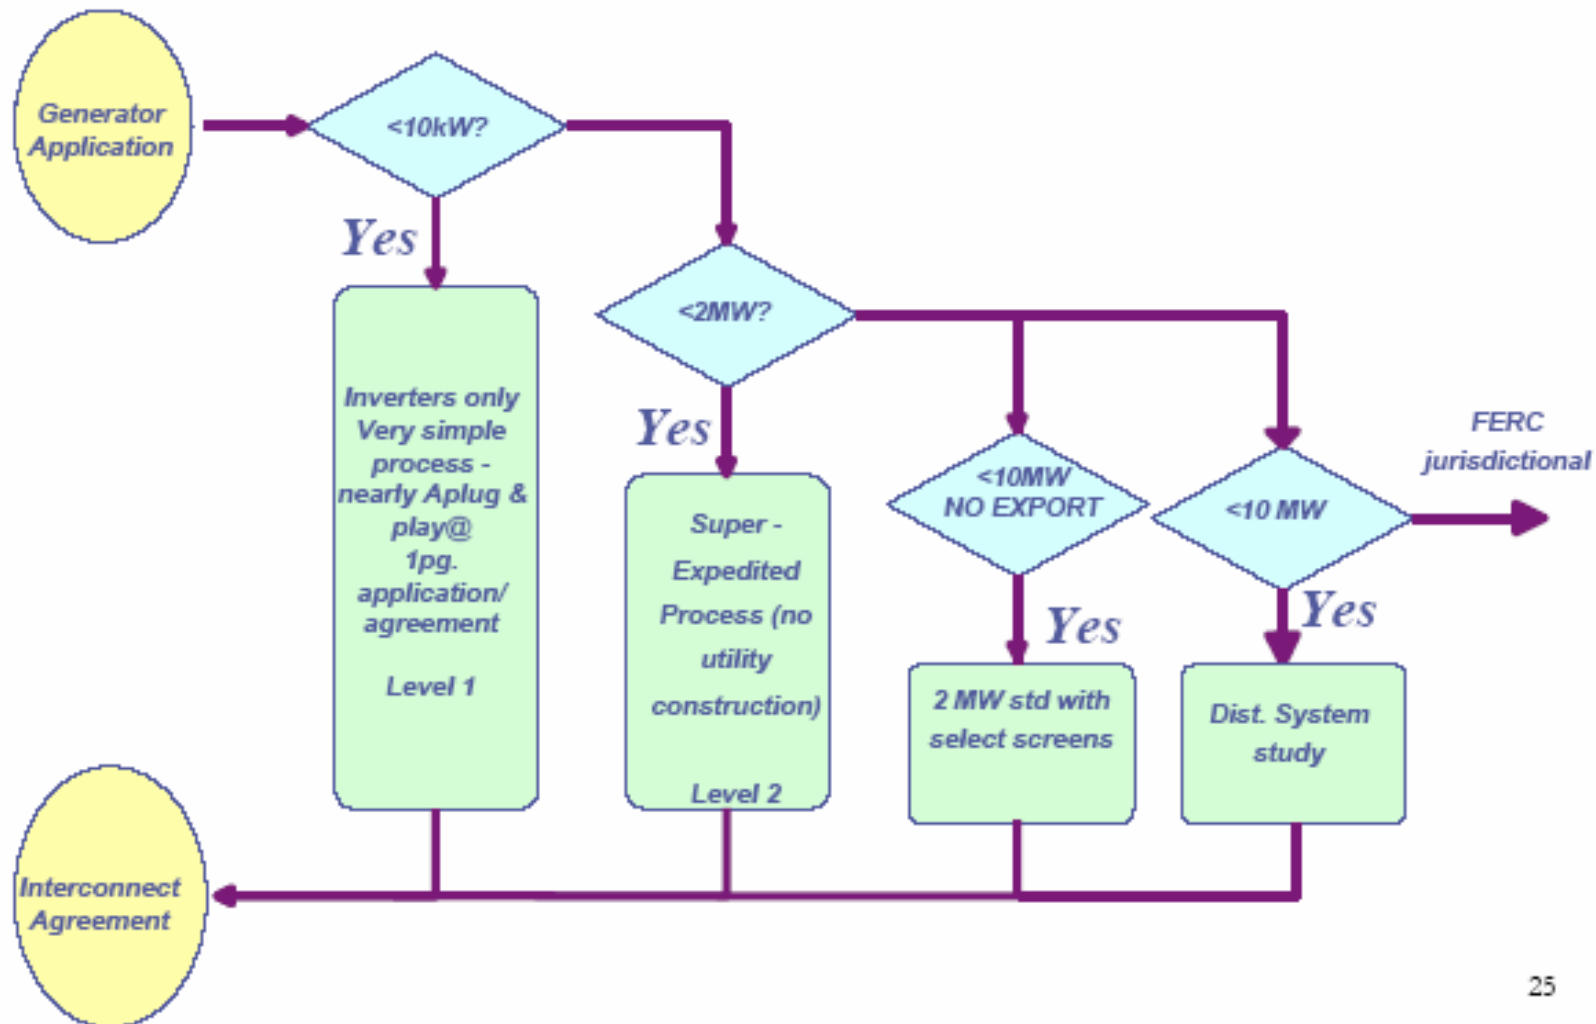 Generator
Application
<10kW?
Yes
Inverters only
Very simple
process -
nearly Aplug &
play@
1pg.
application/
agreement
Level 1
<2MW?
Yes
Super -
Expedited
Process (no
utility
construction)
Level 2
<10MW
NO EXPORT
Yes
2 MW std with
select screens
<10 MW
Yes
Dist. System
study
FERC
jurisdictional
Interconnect
Agreement
25